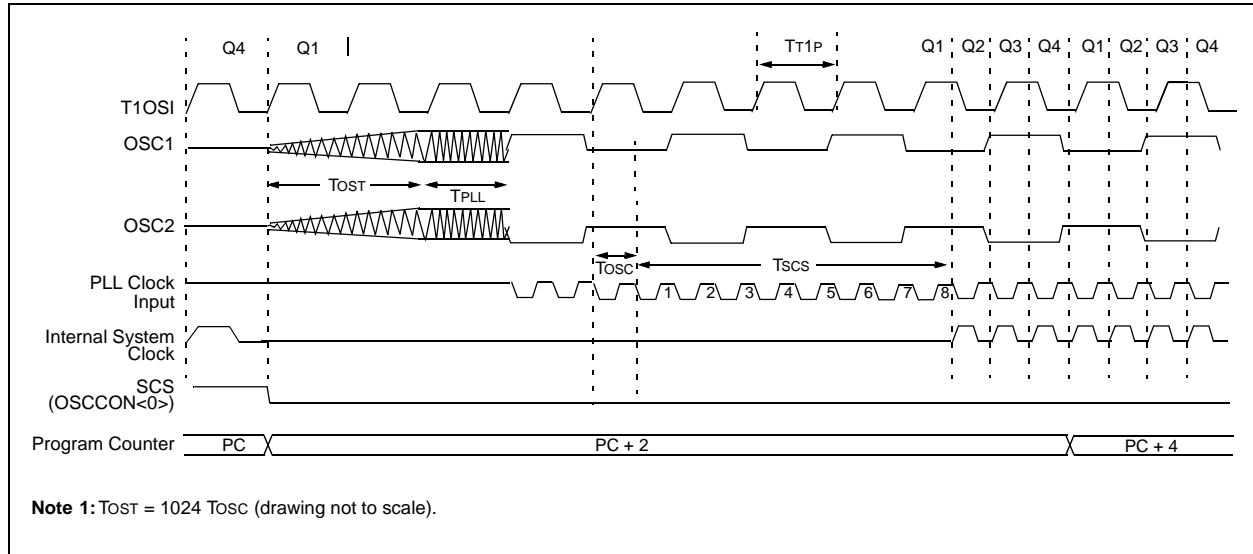 Q4 Q1 TT1P Q1 Q2 Q3 Q4 Q1 Q2 Q3 Q4
T1OSI
OSC1
TOST TPLL
OSC2
TOSC TSCS
PLL Clock
Input
1 2 3 4 5 6 7 8
Internal System
Clock
SCS
(OSCCON<0>)
Program Counter PC PC + 2 PC + 4
Note 1: TOST = 1024 TOSC (drawing not to scale).